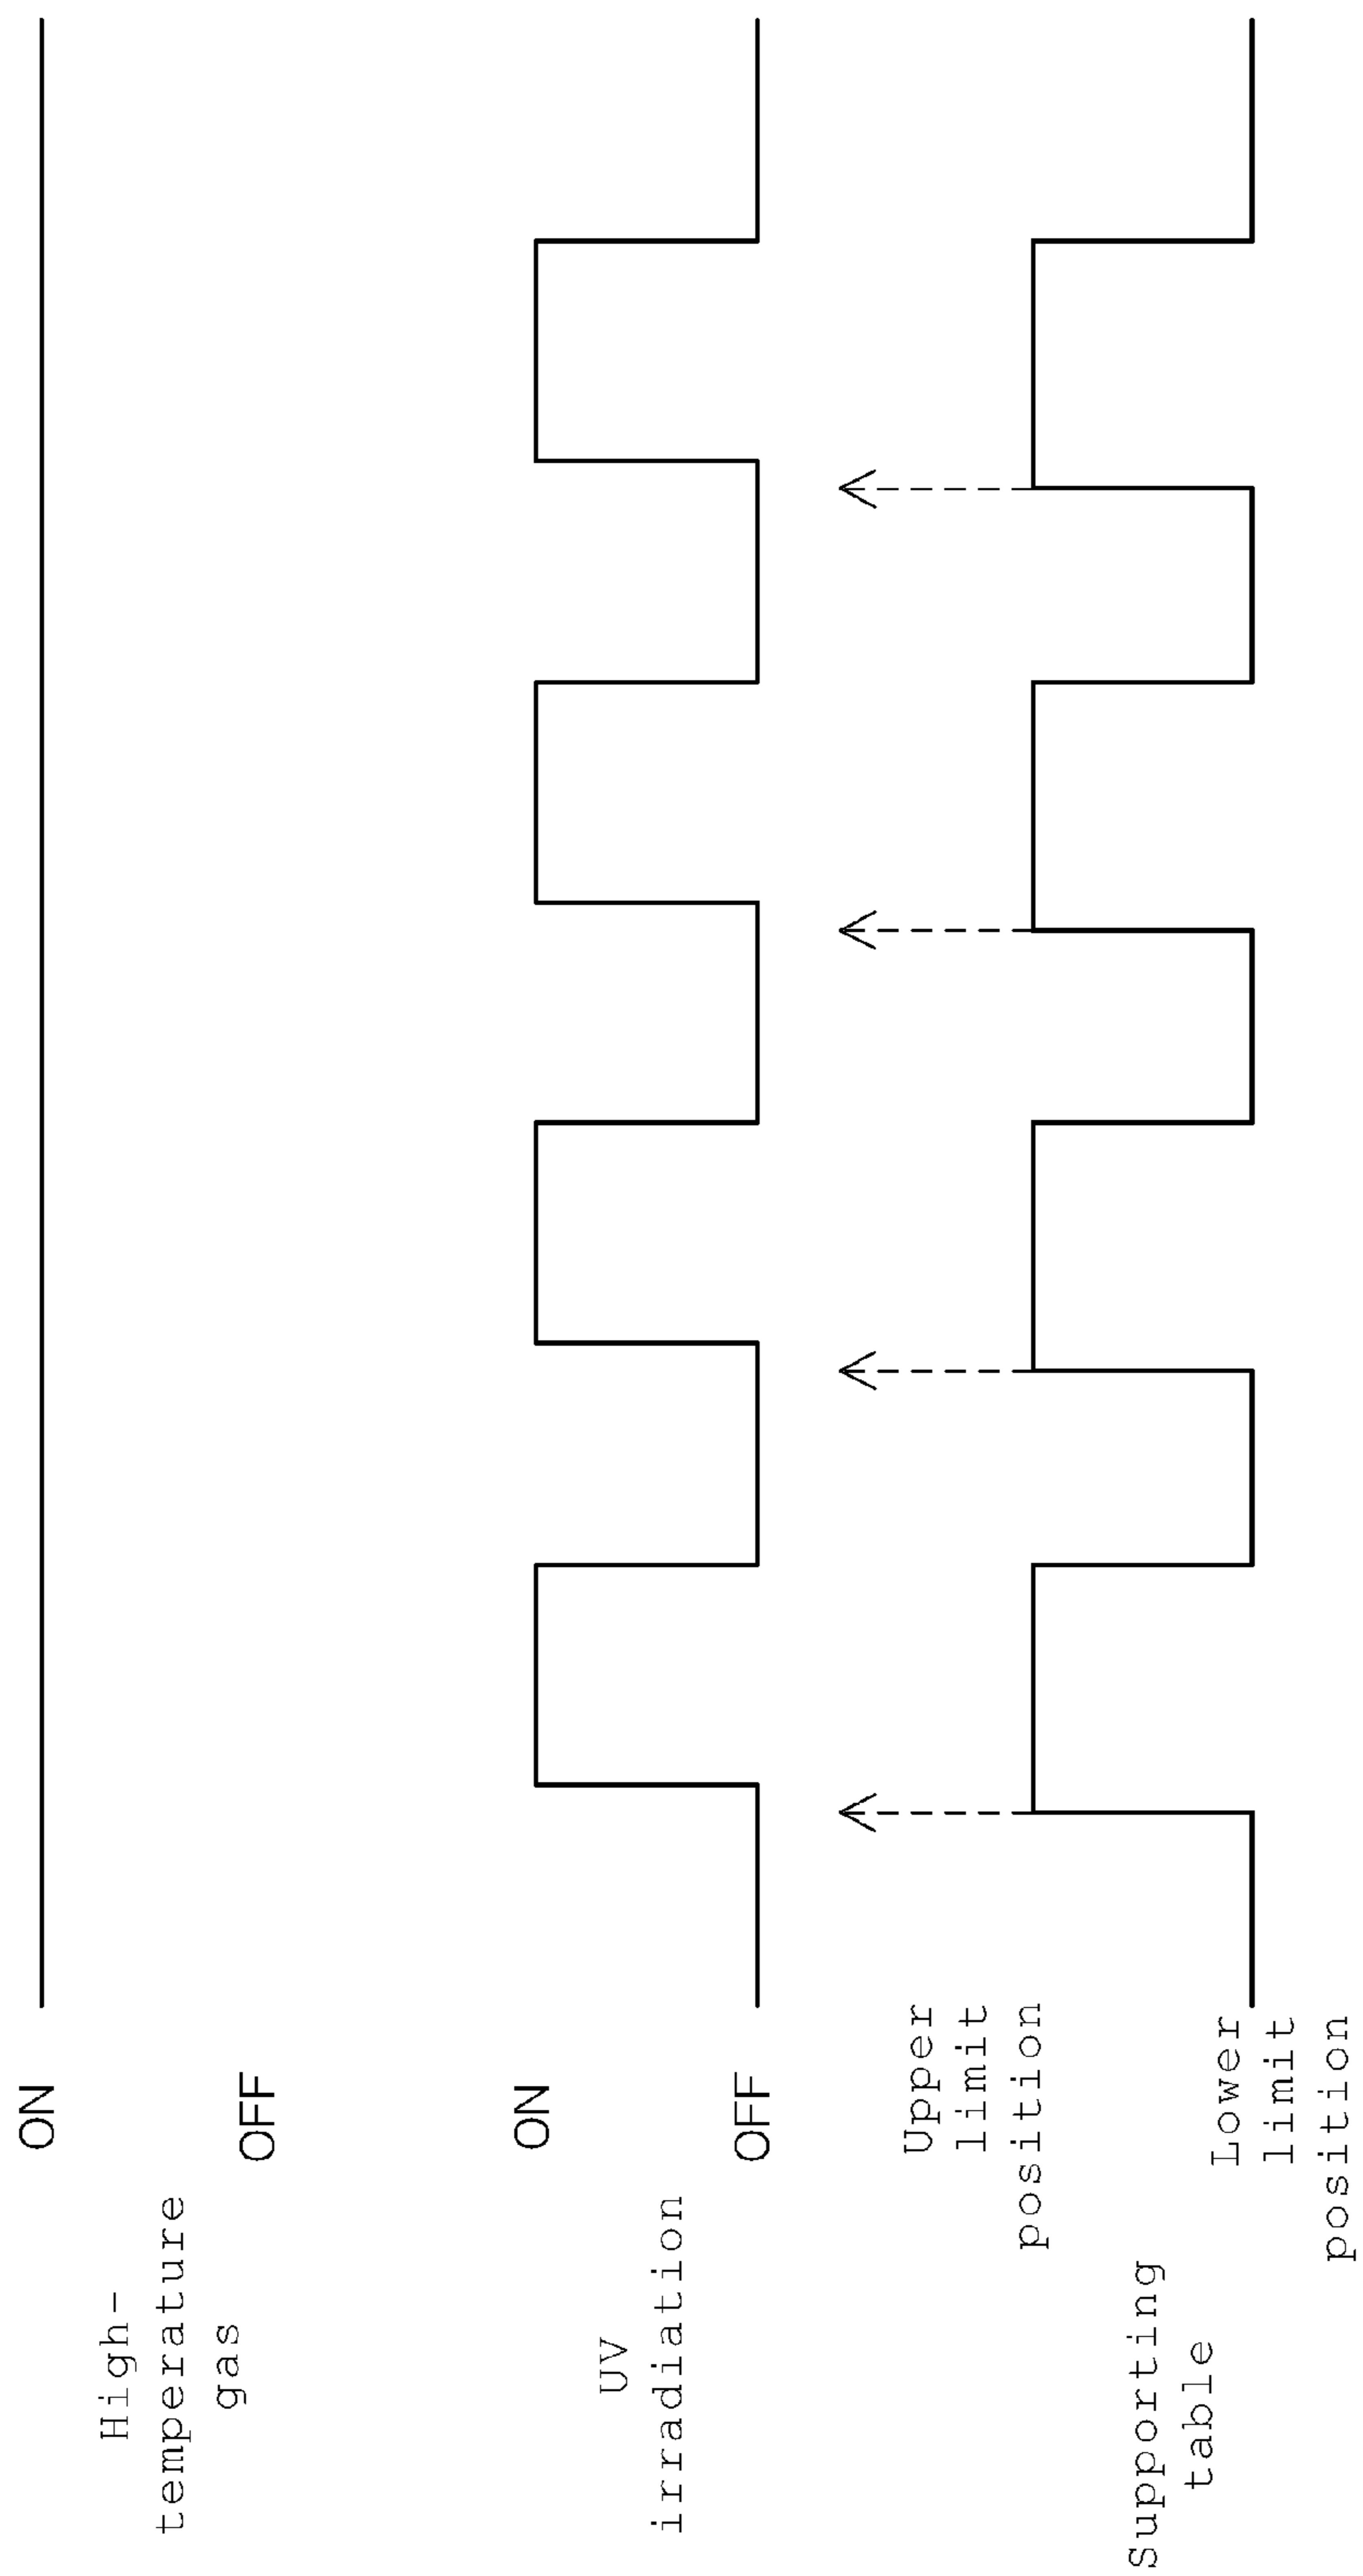 High-
temperature
gas
ON
OFF
UV
irradiation
ON
OFF
Supporting
table
Upper
limit
position
Lower
limit
position